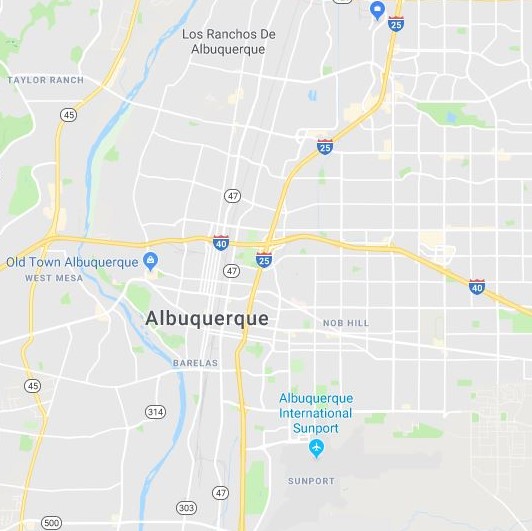 25
Los Ranchos De
Albuquerque
TAYLOR RANCH
45
25
47
40
25
Old Town Albuquerque
47
WEST MESA
40
Albuquerque
NOB HILL
BARELAS
45
Albuquerque
International
Sunport
314
SUNPORT
47
303
500